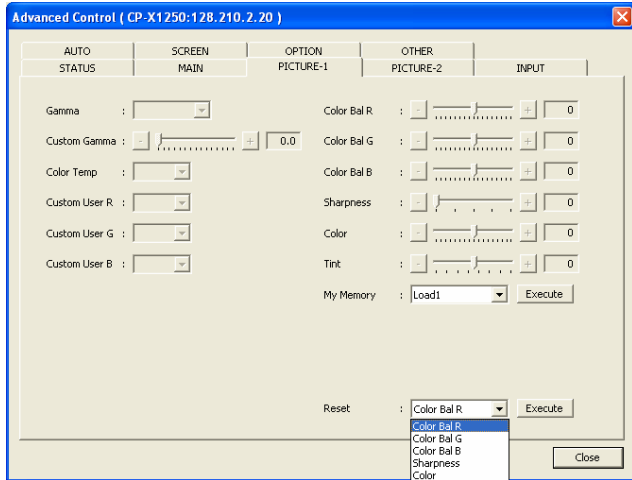 Advanced Control ( CP-X1250:128.210.2.20 )
AUTO SCREEN OPTION OTHER
STATUS MAIN PICTURE-1 PICTURE-2 INPUT
Gamma : Color Bal R : - + 0
Custom Gamma : - + 0.0 Color Bal G : - + 0
Color Temp : Color Bal B : - + 0
Custom User R : Sharpness : - + 0
Custom User G : Color : - + 0
Custom User B : Tint : - + 0
My Memory : Load1 Execute
Reset : Color Bal R Execute
Color Bal R
Color Bal G
Color Bal B
Sharpness
Color
Close